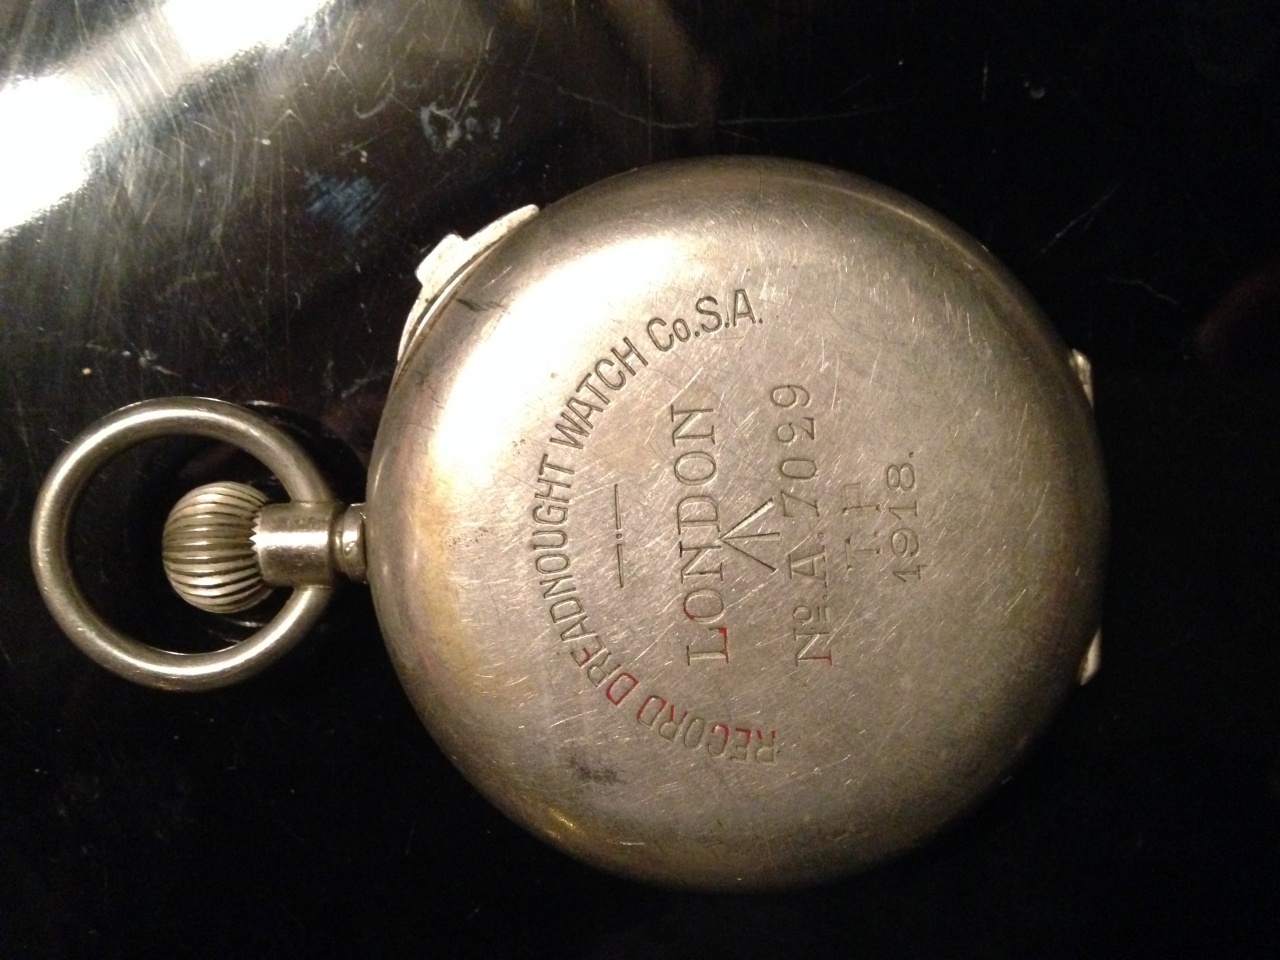 RECORD DREADNOUGHT WATCH Co. S.A.
LONDON
No. A. 7029
T.P.
1918.